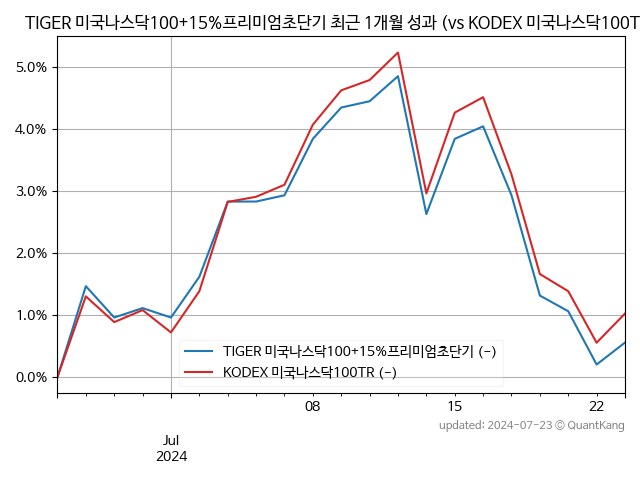 TIGER 미국나스닥100+15%프리미엄초단기 최근 1개월 성과 (vs KODEX 미국나스닥100T
5.0%
4.0%
3.0%
2.0%
1.0%
0.0%
TIGER 미국나스닥100+15%프리미엄초단기 (-)
KODEX 미국나스닥100TR (-)
08
15
22
updated: 2024-07-23 © QuantKang
Jul
2024